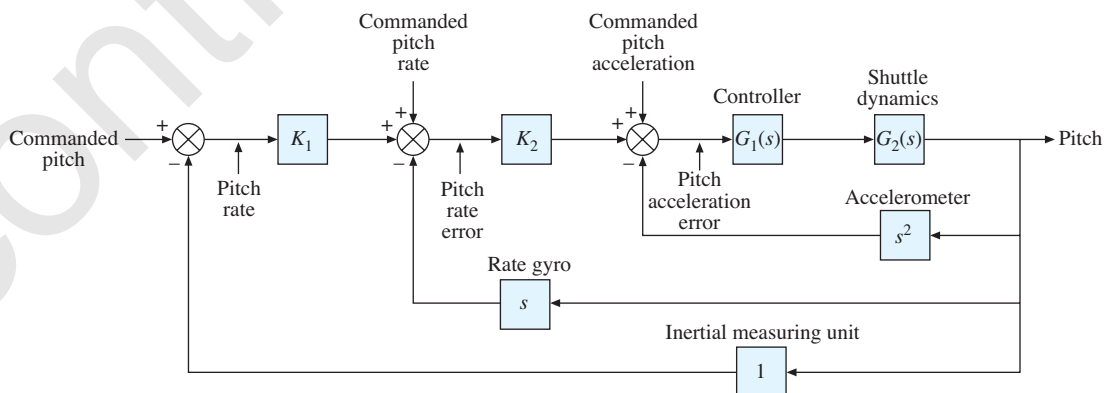 Commanded
pitch
rate
Commanded
pitch
acceleration
Controller
Shuttle
dynamics
Commanded
pitch
+
−
K₁
+
+
−
K₂
+
+
−
G₁(s)
G₂(s)
Pitch
Pitch
rate
Pitch
rate
error
Pitch
acceleration
error
Accelerometer
s²
Rate gyro
s
Inertial measuring unit
1